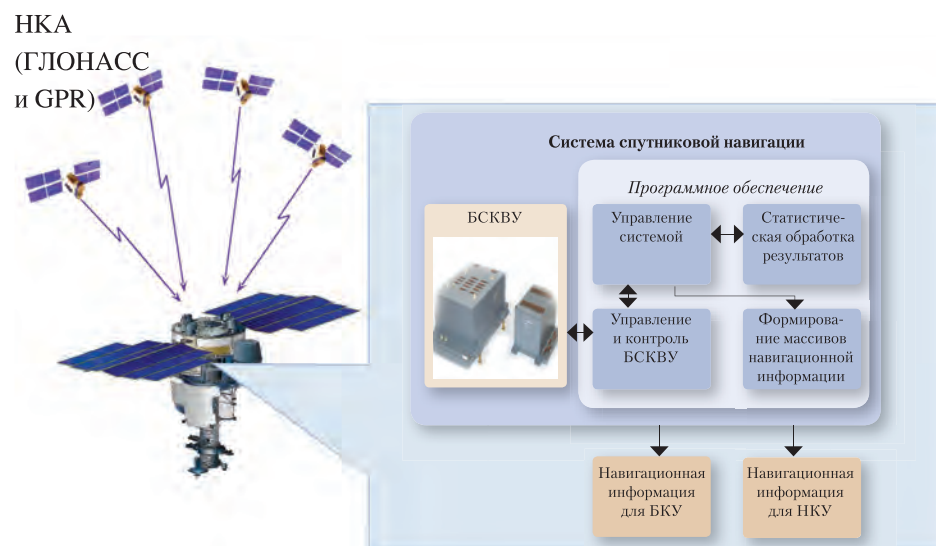 НКА
(ГЛОНАСС
и GPR)
Система спутниковой навигации
Программное обеспечение
БСКВУ
Управление
системой
Статистиче-
ская обработка
результатов
Управление
и контроль
БСКВУ
Формирова-
ние массивов
навигационной
информации
Навигационная
информация
для БКУ
Навигационная
информация
для НКУ